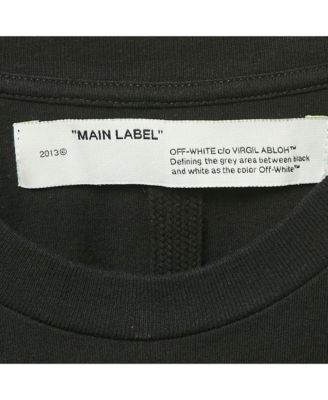 "MAIN LABEL"
2013©
OFF-WHITE c/o VIRGIL ABLOH™
Defining the grey area between black
and white as the color Off-White™